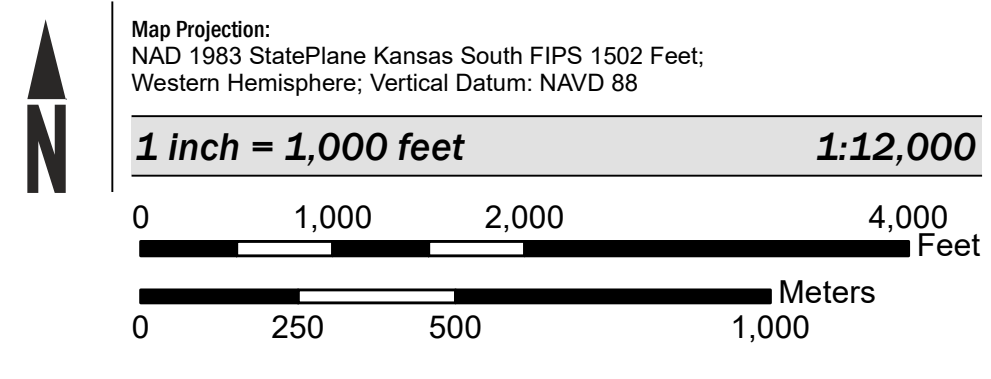 N
Map Projection:
NAD 1983 StatePlane Kansas South FIPS 1502 Feet;
Western Hemisphere; Vertical Datum: NAVD 88
1 inch = 1,000 feet 1:12,000
0 1,000 2,000 4,000
Feet
Meters
0 250 500 1,000